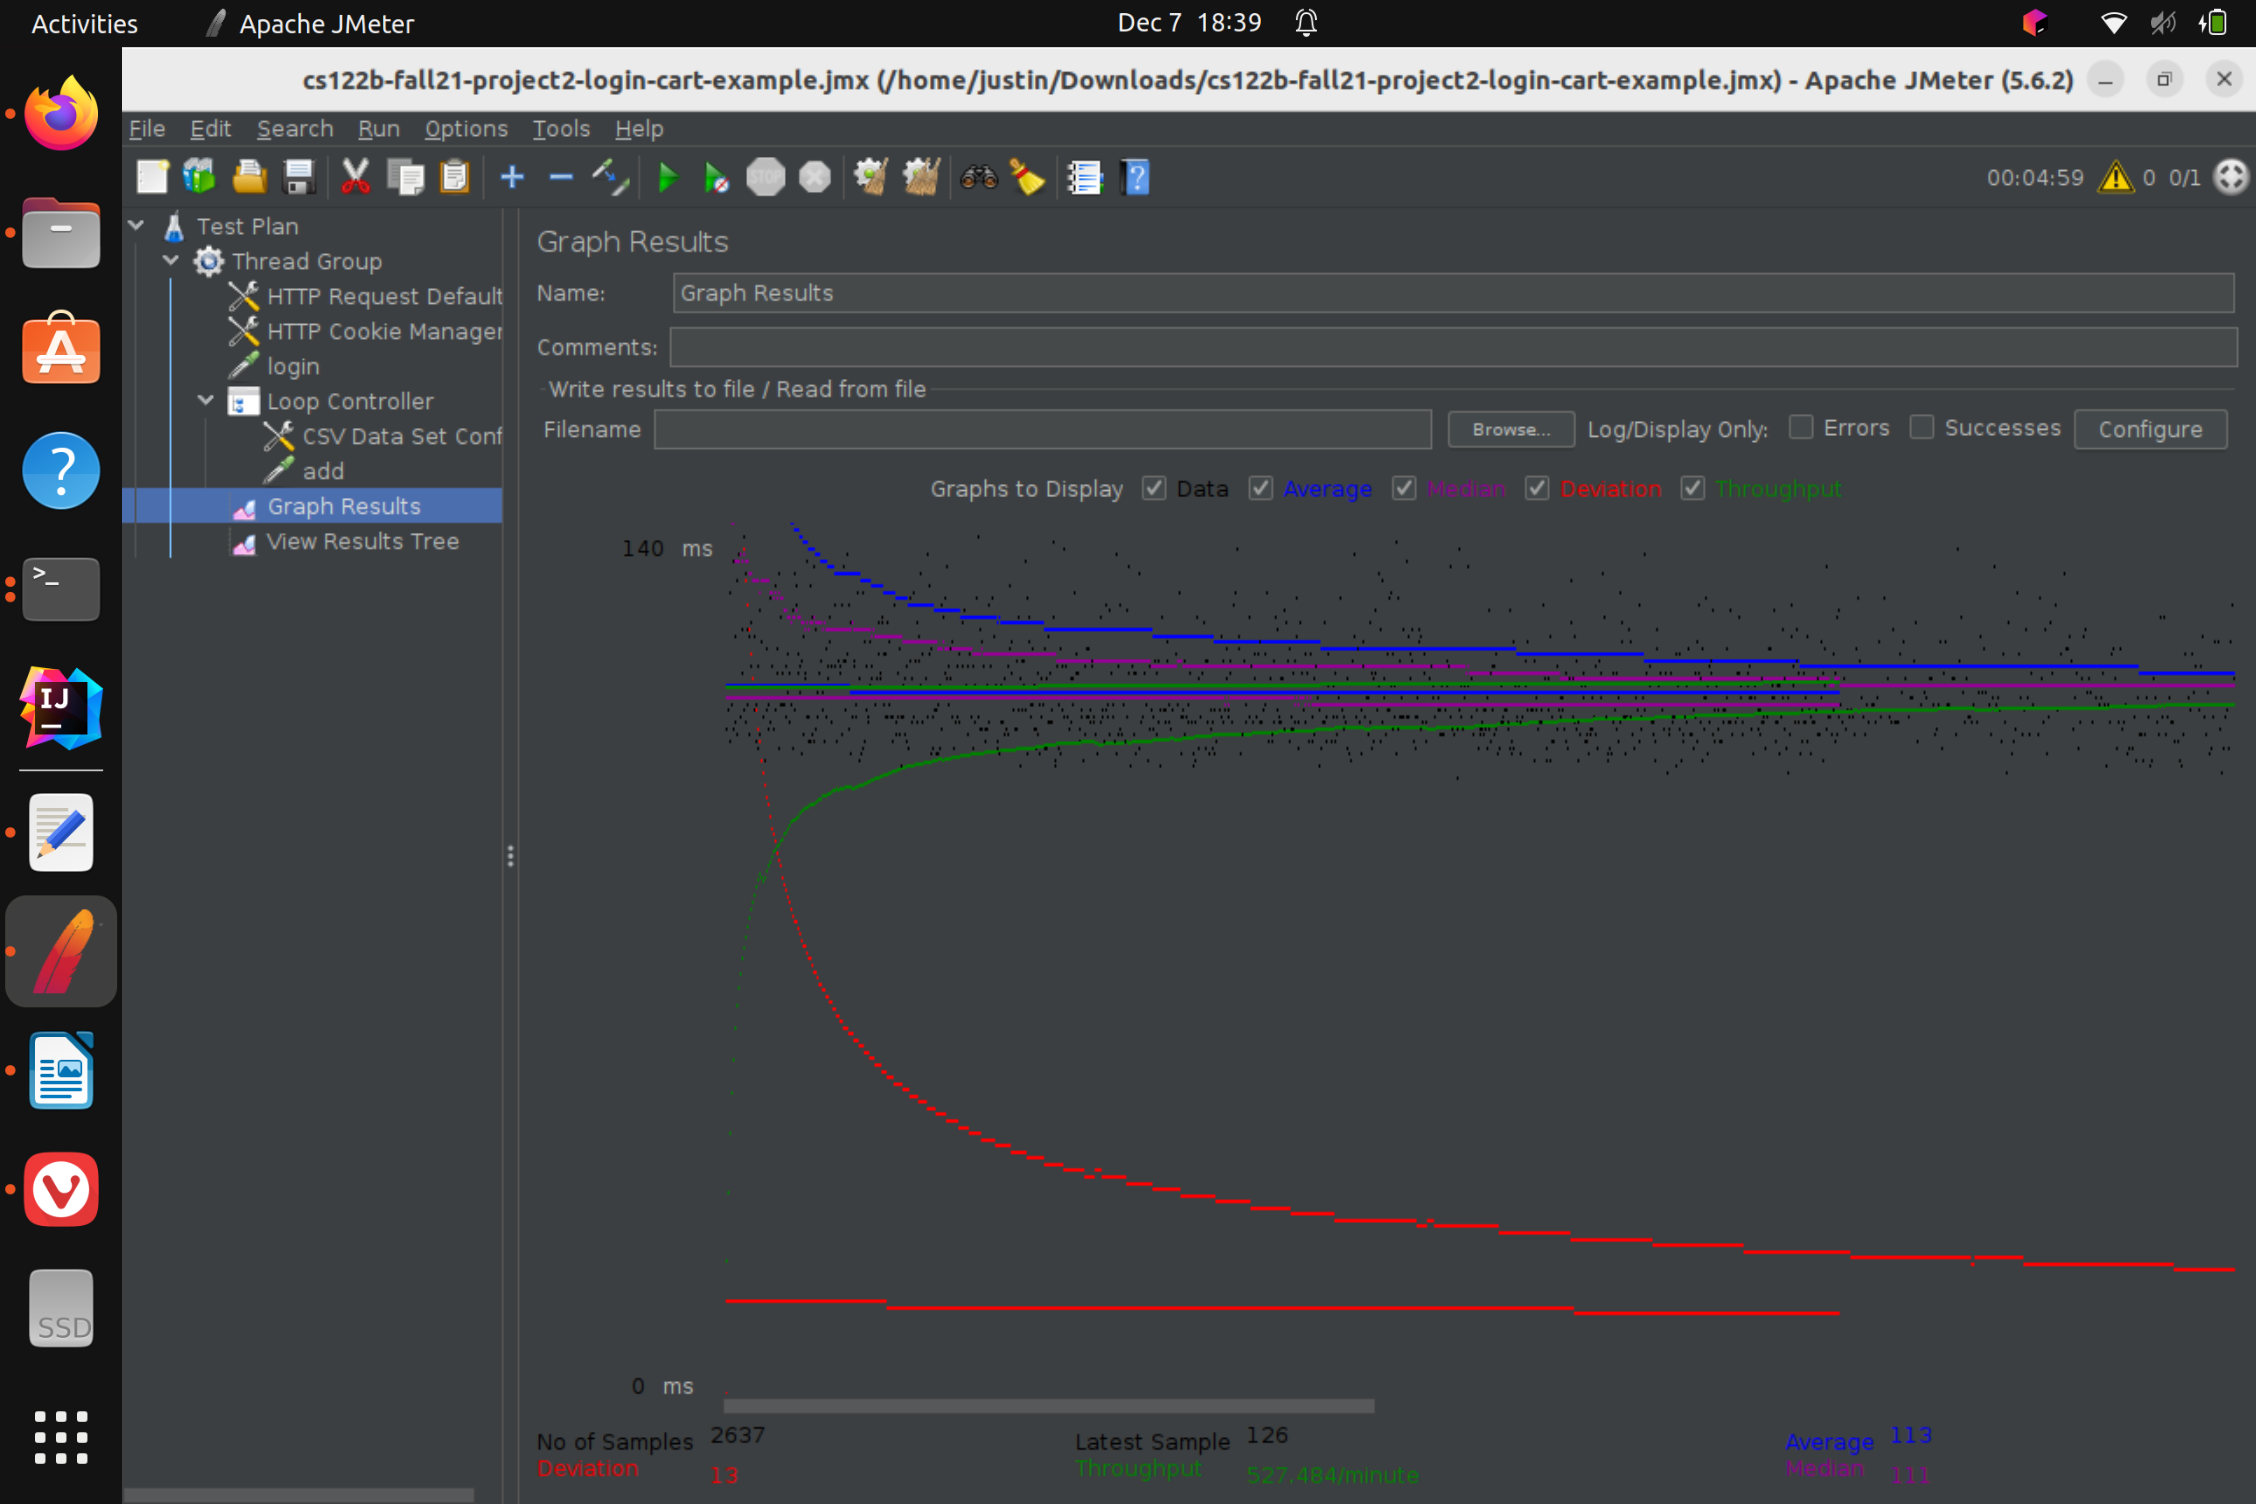 Activities
Apache JMeter
Dec 7 18:39
cs122b-fall21-project2-login-cart-example.jmx (/home/justin/Downloads/cs122b-fall21-project2-login-cart-example.jmx) - Apache JMeter (5.6.2)
File Edit Search Run Options Tools Help
STOP
00:04:59 0 0/1
Test Plan
Thread Group
HTTP Request Default
HTTP Cookie Manager
login
Loop Controller
CSV Data Set Conf
add
Graph Results
View Results Tree
Graph Results
Name: Graph Results
Comments:
Write results to file / Read from file
Filename Browse... Log/Display Only: Errors Successes Configure
Graphs to Display Data Average Median Deviation Throughput
140 ms
0 ms
No of Samples 2637 Latest Sample 126 Average 113
Deviation 13 Throughput 527.484/minute Median 111
IJ
SSD